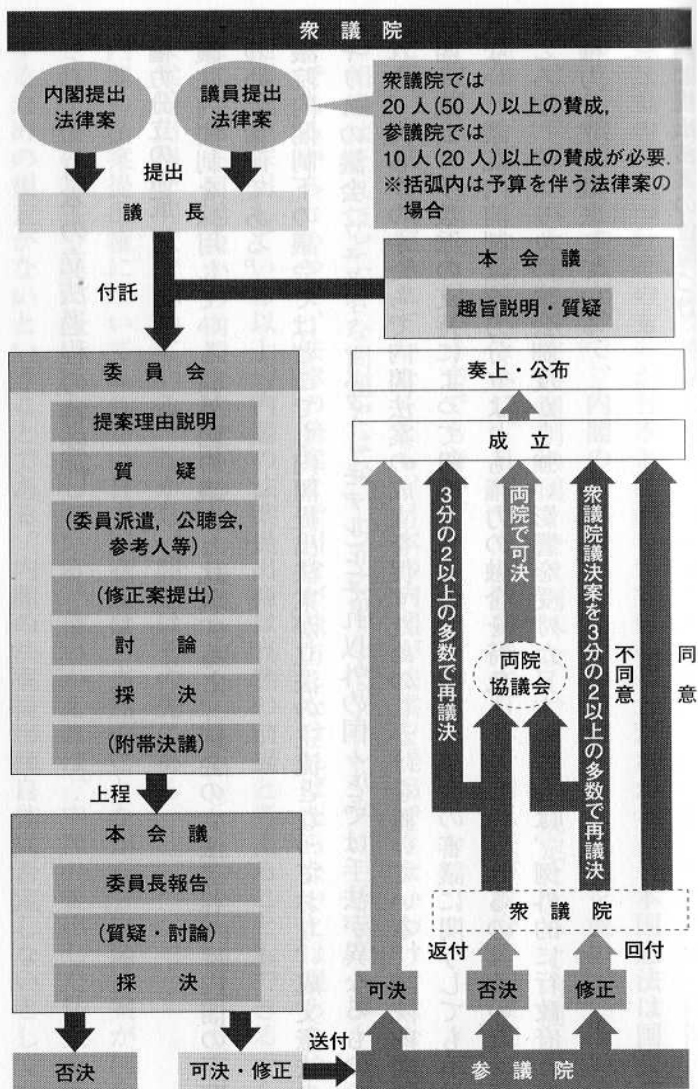 衆議院
内閣提出
法律案
議員提出
法律案
衆議院では
20人(50人)以上の賛成,
参議院では
10人(20人)以上の賛成が必要.
※括弧内は予算を伴う法律案の
場合
提出
議長
付託
本会議
趣旨説明・質疑
委員会
提案理由説明
質疑
(委員派遣,公聴会,
参考人等)
(修正案提出)
討論
採決
(附帯決議)
上程
本会議
委員長報告
(質疑・討論)
採決
否決
可決・修正
送付
参議院
可決
否決
修正
返付
回付
衆議院
3分の2以上の多数で再議決
両院
協議会
両院で可決
衆議院議決案を3分の2以上の多数で再議決
不同意
同意
成立
奏上・公布